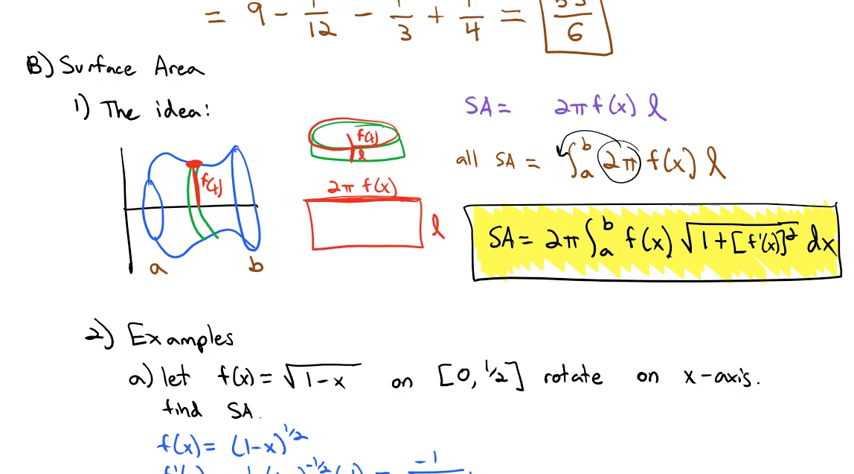 = 9 - 1/12 - 1/3 + 1/4 = 53/6
B) Surface Area
1) The idea:
SA = 2π f(x) l
f(x)
l
all SA = ∫_a^b 2π f(x) l
f(x)
2π f(x)
l
SA = 2π ∫_a^b f(x) √(1+[f'(x)]²) dx
a
b
2) Examples
a) let f(x) = √(1-x) on [0, 1/2] rotate on x-axis.
find SA.
f(x) = (1-x)^1/2